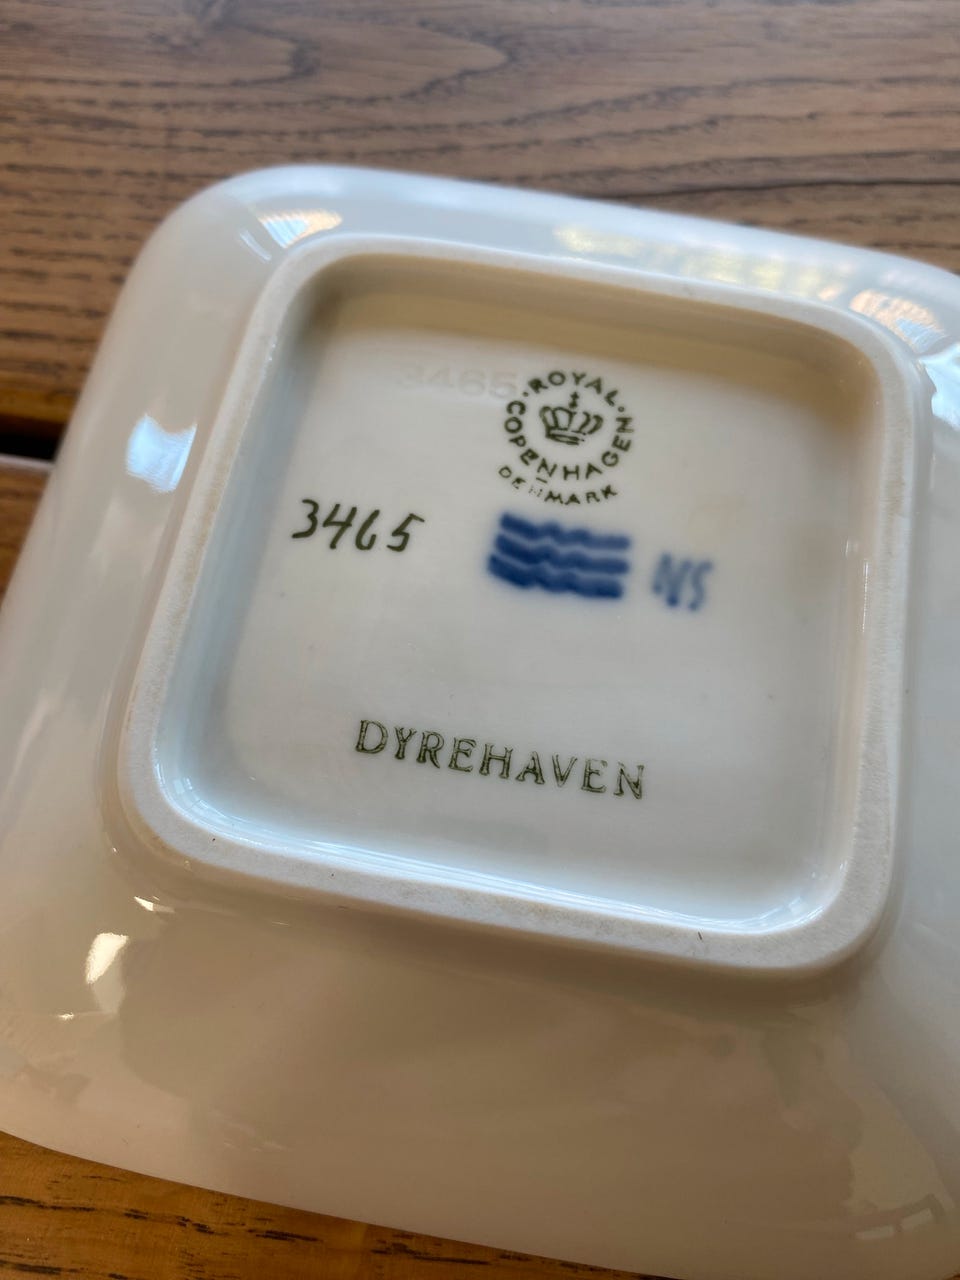 3465
ROYAL
COPENHAGEN
DENMARK
3465
NS
DYREHAVEN